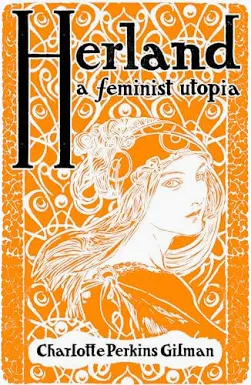 Herland
a feminist utopia
Charlotte Perkins Gilman